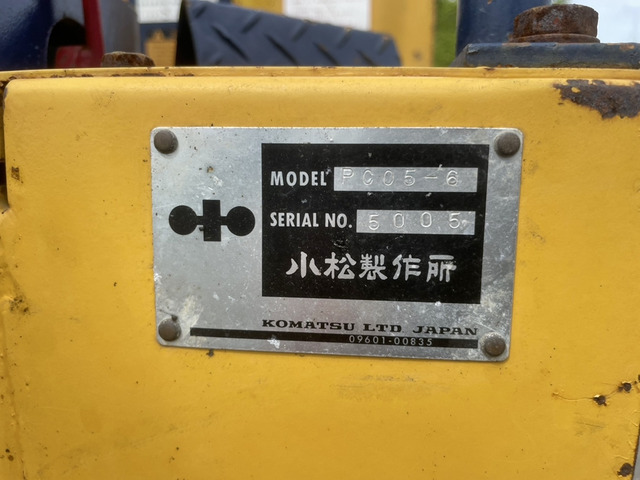 MODEL PC05-6
SERIAL NO. 5005
小松製作所
KOMATSU LTD JAPAN
09601-00835